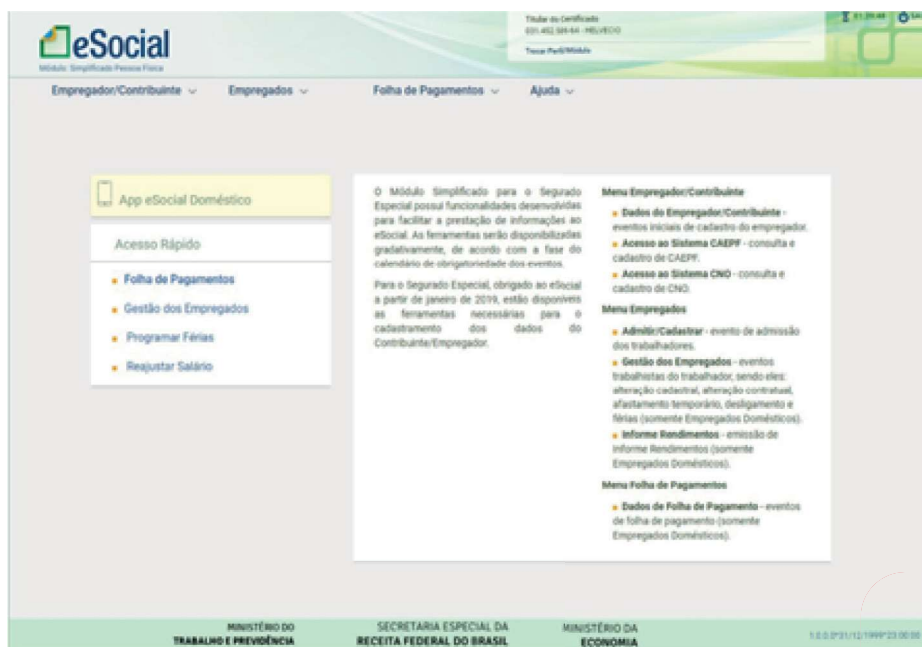 eSocial
Módulo: Simplificado Pessoa Física
Titular do Certificado
Trocar Perfil/Módulo
Empregador/Contribuinte
Empregados
Folha de Pagamentos
Ajuda
App eSocial Doméstico
Acesso Rápido
Folha de Pagamentos
Gestão dos Empregados
Programar Férias
Reajustar Salário
O Módulo Simplificado para o Segurado
Especial possui funcionalidades desenvolvidas
para facilitar a prestação de informações ao
eSocial. As ferramentas serão disponibilizadas
gradativamente, de acordo com a fase do
calendário de obrigatoriedade dos eventos.
Para o Segurado Especial, obrigado ao eSocial
a partir de janeiro de 2019, estão disponíveis
as ferramentas necessárias para o
cadastramento dos dados do
Contribuinte/Empregador.
Menu Empregador/Contribuinte
Dados do Empregador/Contribuinte -
eventos iniciais de cadastro do empregador.
Acesso ao Sistema CAEPF - consulta e
cadastro de CAEPF.
Acesso ao Sistema CNO - consulta e
cadastro de CNO.
Menu Empregados
Admitir/Cadastrar - evento de admissão
dos trabalhadores.
Gestão dos Empregados - eventos
trabalhistas do trabalhador, sendo eles:
alteração cadastral, alteração contratual,
afastamento temporário, desligamento e
férias (somente Empregados Domésticos).
Informe Rendimentos - emissão de
Informe Rendimentos (somente
Empregados Domésticos).
Menu Folha de Pagamentos
Dados de Folha de Pagamento - eventos
de folha de pagamento (somente
Empregados Domésticos).
MINISTÉRIO DO
TRABALHO E PREVIDÊNCIA
SECRETARIA ESPECIAL DA
RECEITA FEDERAL DO BRASIL
MINISTÉRIO DA
ECONOMIA